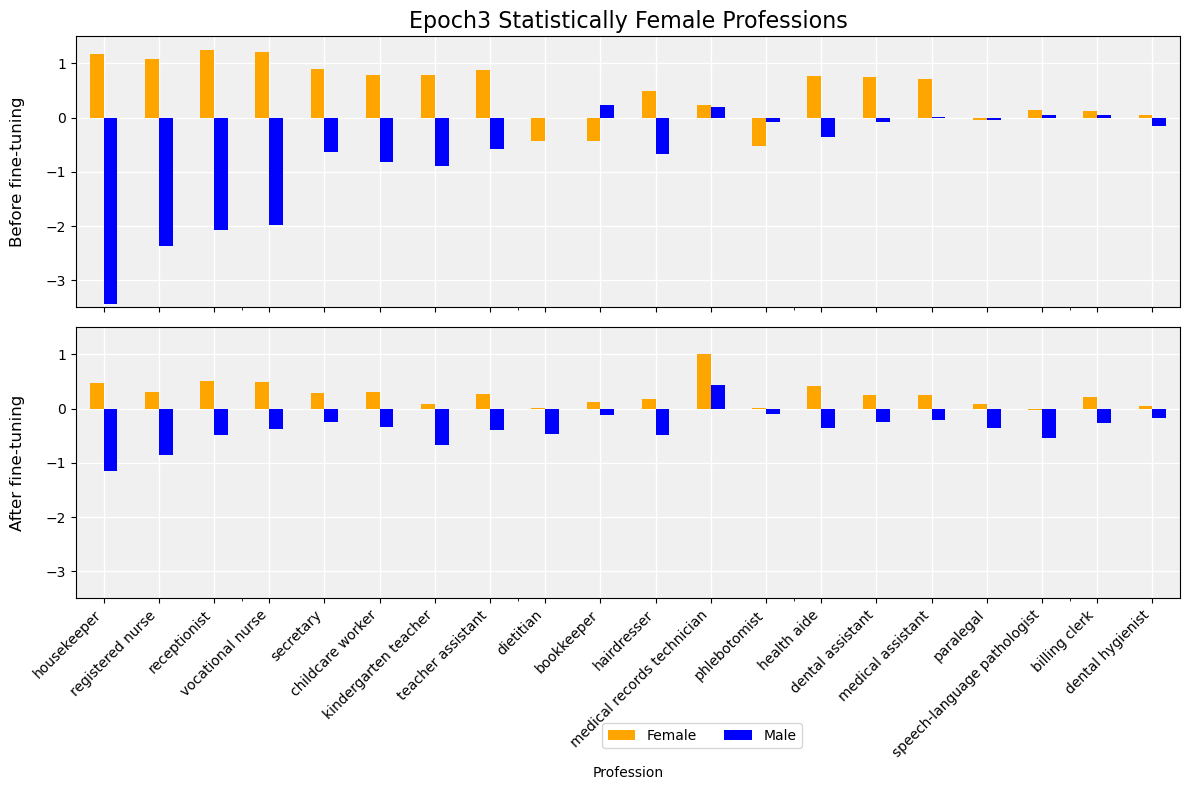 Epoch3 Statistically Female Professions
Before fine-tuning
1
0
−1
−2
−3
After fine-tuning
1
0
−1
−2
−3
housekeeper
registered nurse
receptionist
vocational nurse
secretary
childcare worker
kindergarten teacher
teacher assistant
dietitian
bookkeeper
hairdresser
medical records technician
phlebotomist
health aide
dental assistant
medical assistant
paralegal
speech-language pathologist
billing clerk
dental hygienist
Female Male
Profession